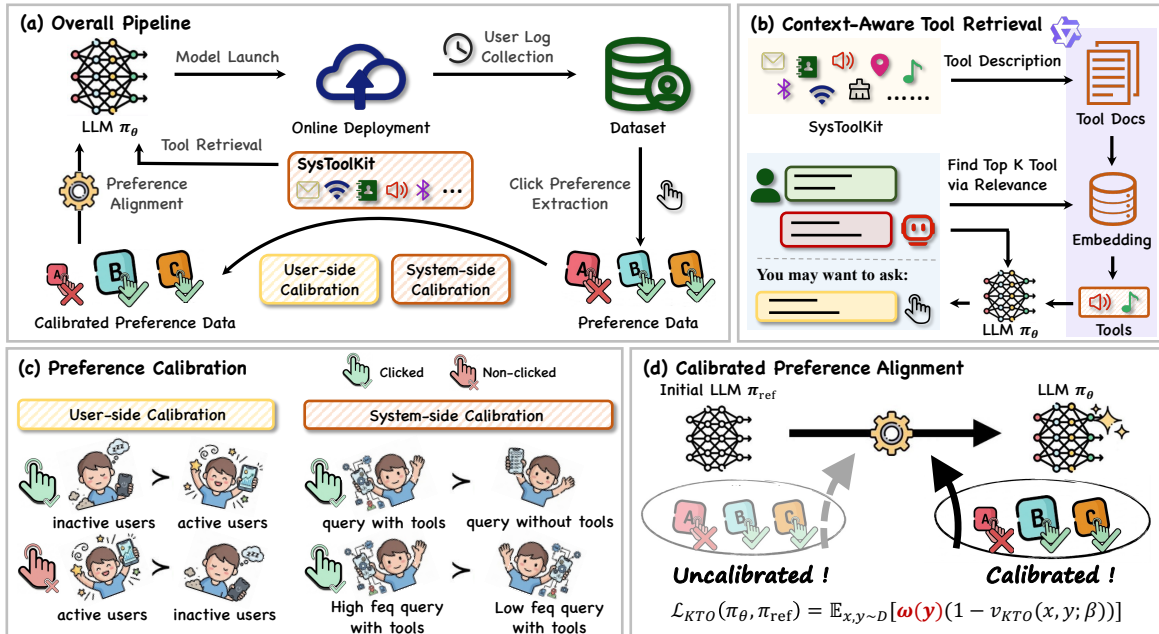 (a) Overall Pipeline
Model Launch
User Log
Collection
LLM πθ
Online Deployment
Dataset
Tool Retrieval
SysToolKit
...
Preference
Alignment
Click Preference
Extraction
A
B
C
User-side
Calibration
System-side
Calibration
A
B
C
Calibrated Preference Data
Preference Data
(b) Context-Aware Tool Retrieval
Tool Description
......
SysToolKit
Tool Docs
Find Top K Tool
via Relevance
Embedding
You may want to ask:
LLM πθ
Tools
(c) Preference Calibration
Clicked
Non-clicked
User-side Calibration
System-side Calibration
zzz
≻
≻
inactive users
active users
query with tools
query without tools
zzz
≻
≻
active users
inactive users
High feq query
with tools
Low feq query
with tools
(d) Calibrated Preference Alignment
Initial LLM πref
LLM πθ
A
B
C
A
B
C
Uncalibrated !
Calibrated !
ℒKTO(πθ, πref) = 𝔼x,y~D[ω(y)(1 − vKTO(x, y; β))]